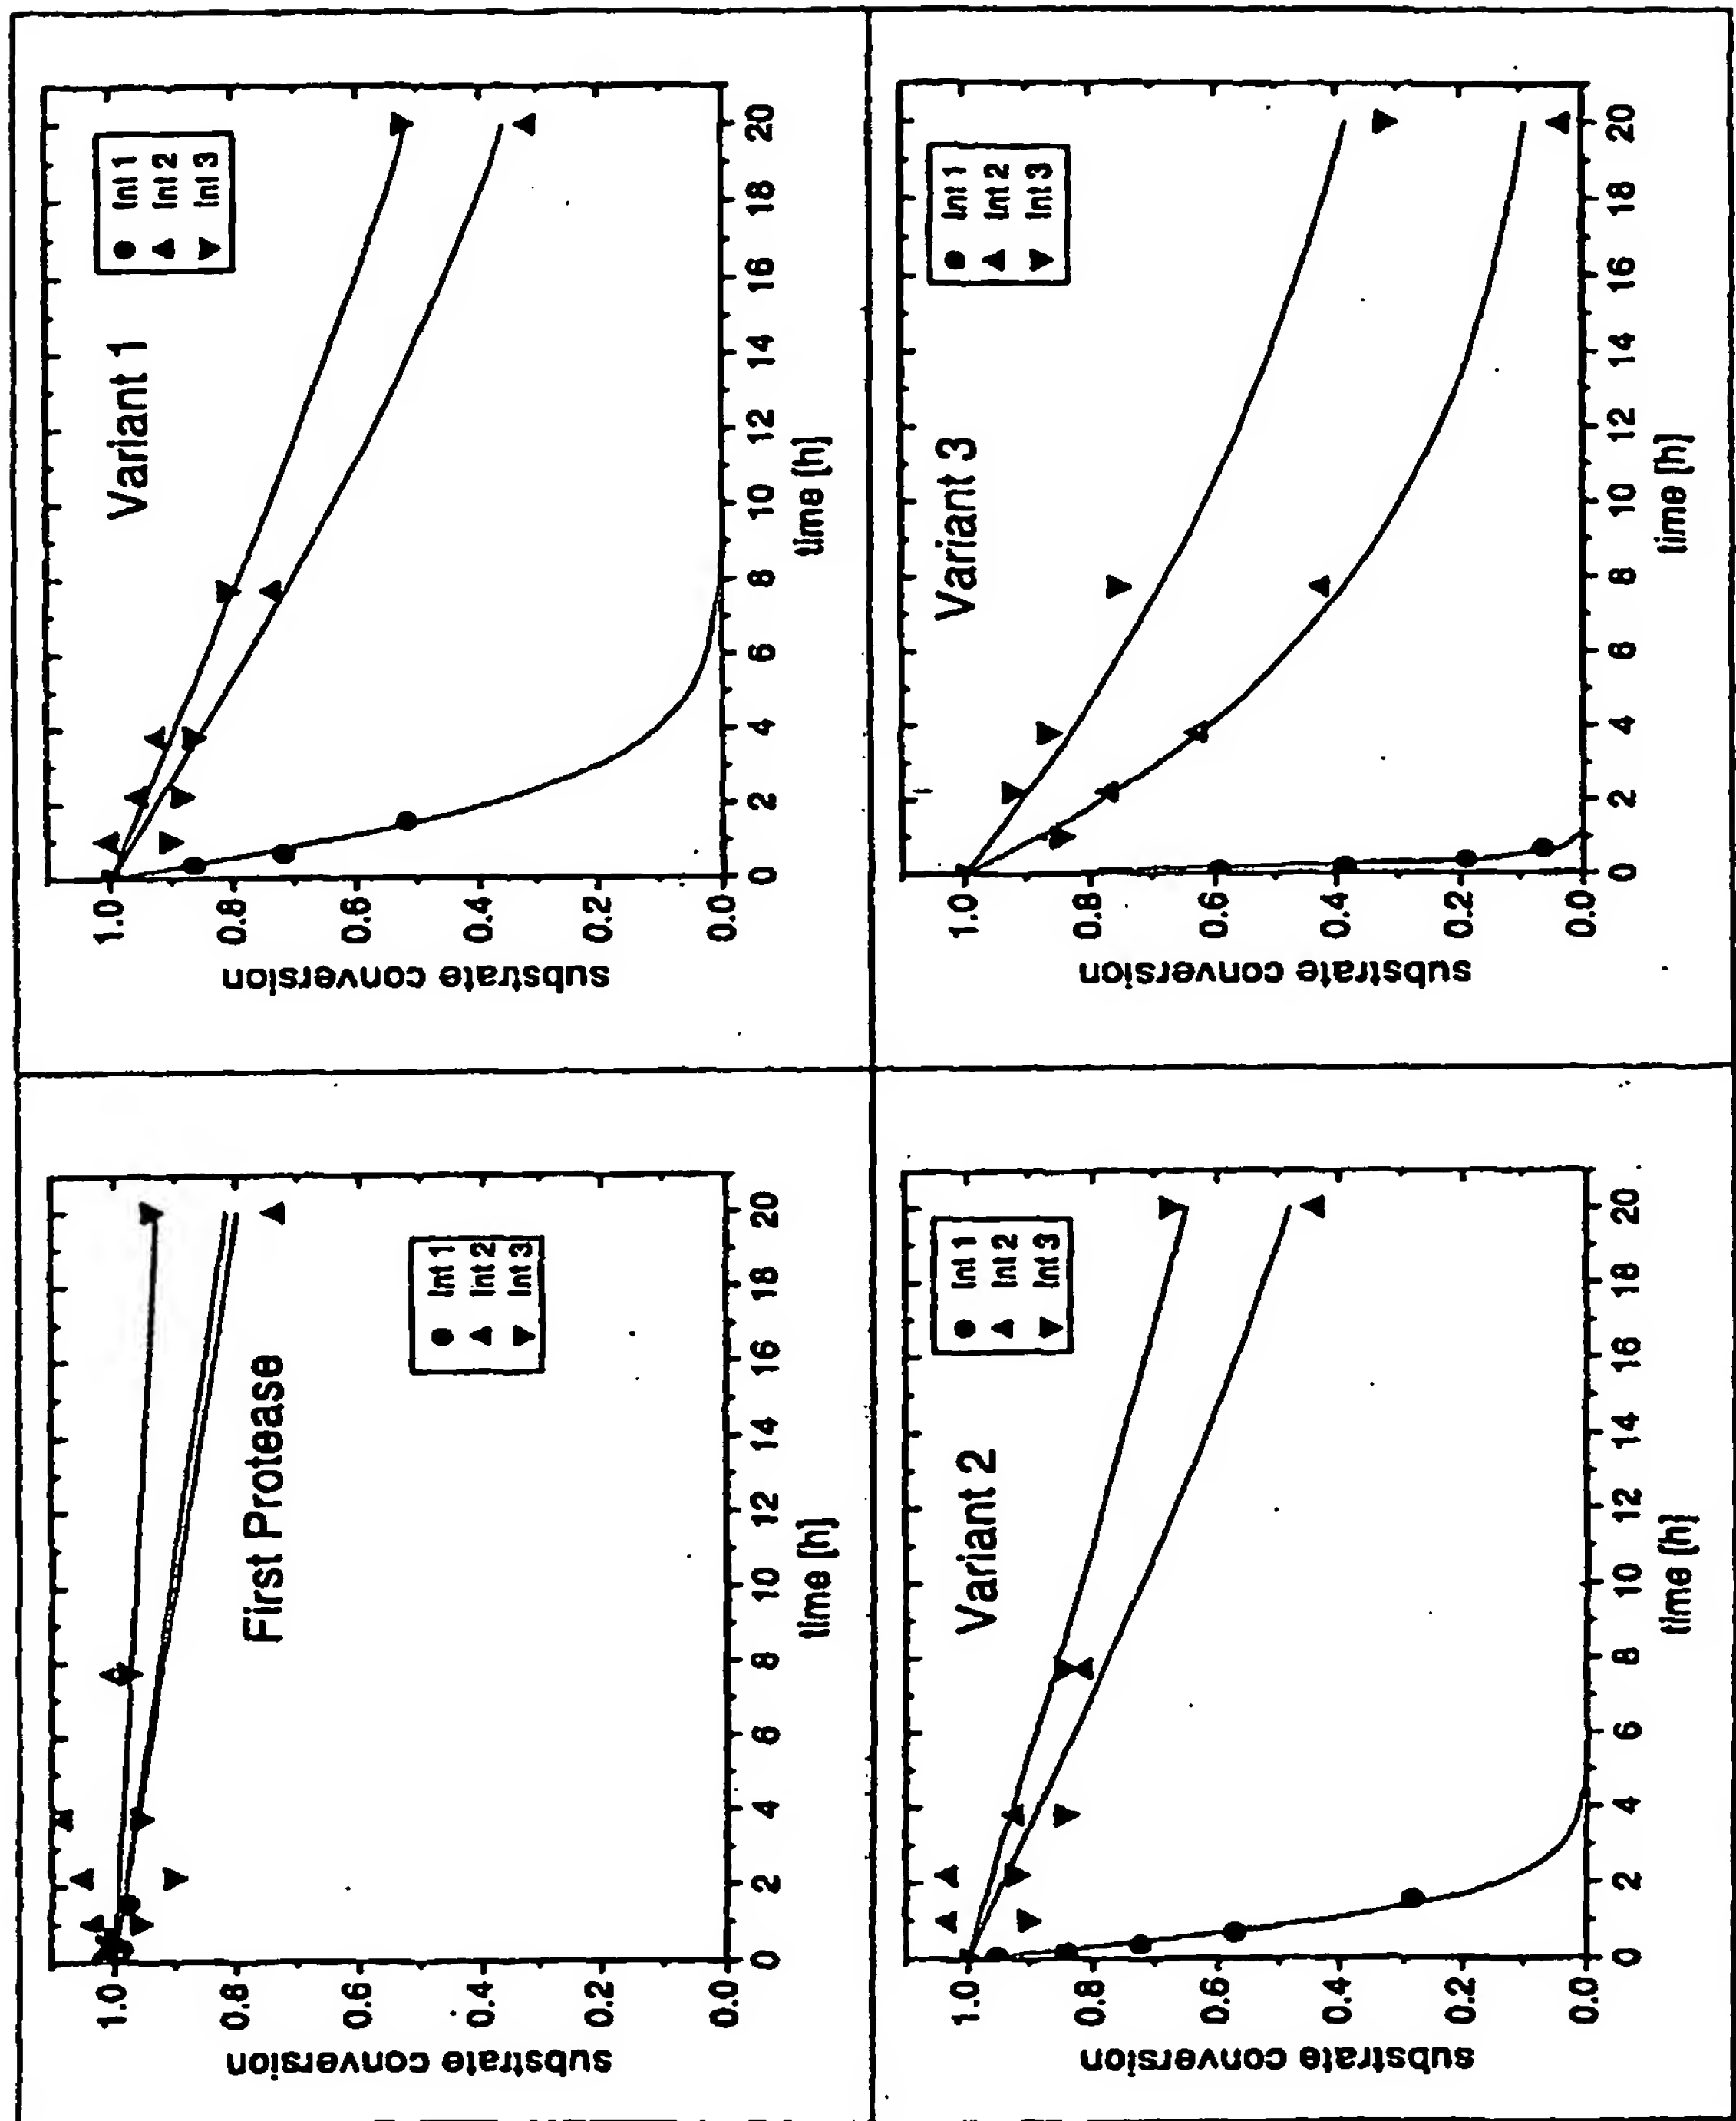 substrate conversion
1.0
0.8
0.6
0.4
0.2
0.0
First Protease
Int 1
Int 2
Int 3
0 2 4 6 8 10 12 14 16 18 20
time [h]
substrate conversion
1.0
0.8
0.6
0.4
0.2
0.0
Variant 1
Int 1
Int 2
Int 3
0 2 4 6 8 10 12 14 16 18 20
time [h]
substrate conversion
1.0
0.8
0.6
0.4
0.2
0.0
Variant 2
Int 1
Int 2
Int 3
0 2 4 6 8 10 12 14 16 18 20
time [h]
substrate conversion
1.0
0.8
0.6
0.4
0.2
0.0
Variant 3
Int 1
Int 2
Int 3
0 2 4 6 8 10 12 14 16 18 20
time [h]